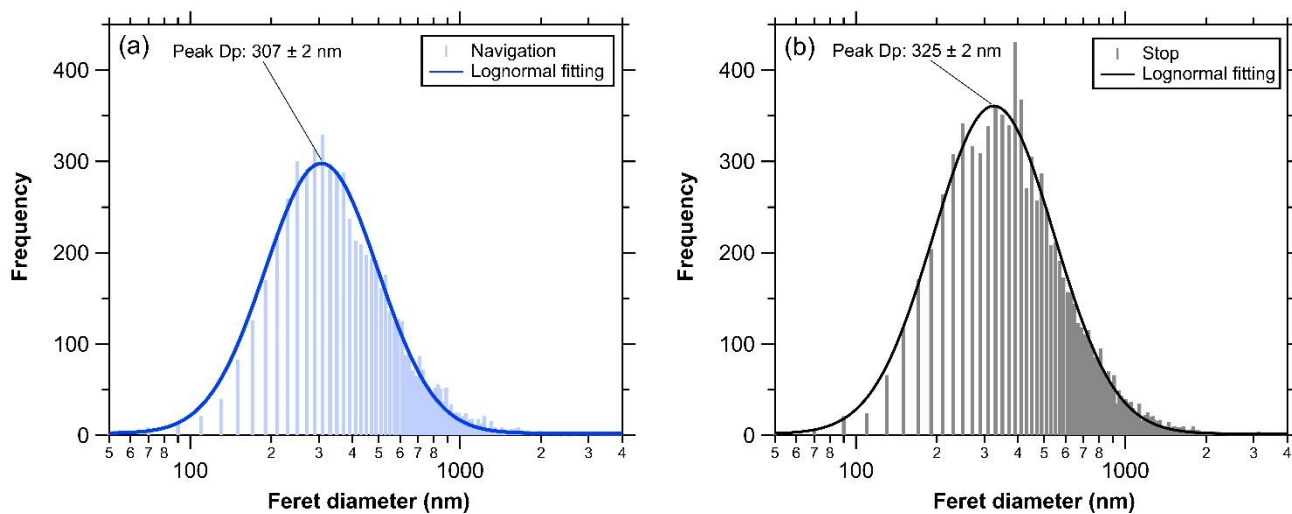 (a)
Peak Dp: 307 ± 2 nm
Navigation
Lognormal fitting
400
300
200
100
0
Frequency
5 6 7 8 100 2 3 4 5 6 7 8 1000 2 3 4
Feret diameter (nm)
(b)
Peak Dp: 325 ± 2 nm
Stop
Lognormal fitting
400
300
200
100
0
Frequency
5 6 7 8 100 2 3 4 5 6 7 8 1000 2 3 4
Feret diameter (nm)